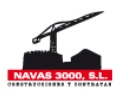 NAVAS 3000, S.L.
CONSTRUCCIONES Y CONTRATAS